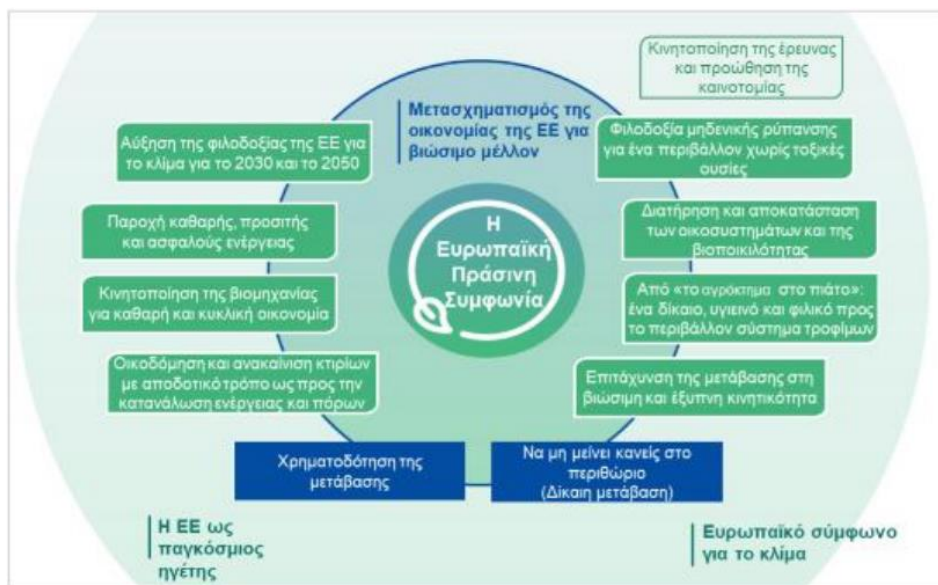 Κινητοποίηση της έρευνας
και προώθηση της
καινοτομίας
Μετασχηματισμός της
οικονομίας της ΕΕ για
βιώσιμο μέλλον
Αύξηση της φιλοδοξίας της ΕΕ για
το κλίμα για το 2030 και το 2050
Φιλοδοξία μηδενικής ρύπανσης
για ένα περιβάλλον χωρίς τοξικές
ουσίες
Παροχή καθαρής, προσιτής
και ασφαλούς ενέργειας
Η
Ευρωπαϊκή
Πράσινη
Συμφωνία
Διατήρηση και αποκατάσταση
των οικοσυστημάτων και της
βιοποικιλότητας
Κινητοποίηση της βιομηχανίας
για καθαρή και κυκλική οικονομία
Από «το αγρόκτημα στο πιάτο»:
ένα δίκαιο, υγιεινό και φιλικό προς
το περιβάλλον σύστημα τροφίμων
Οικοδόμηση και ανακαίνιση κτιρίων
με αποδοτικό τρόπο ως προς την
κατανάλωση ενέργειας και πόρων
Επιτάχυνση της μετάβασης στη
βιώσιμη και έξυπνη κινητικότητα
Χρηματοδότηση της
μετάβασης
Να μη μείνει κανείς στο
περιθώριο
(Δίκαιη μετάβαση)
Η ΕΕ ως
παγκόσμιος
ηγέτης
Ευρωπαϊκό σύμφωνο
για το κλίμα